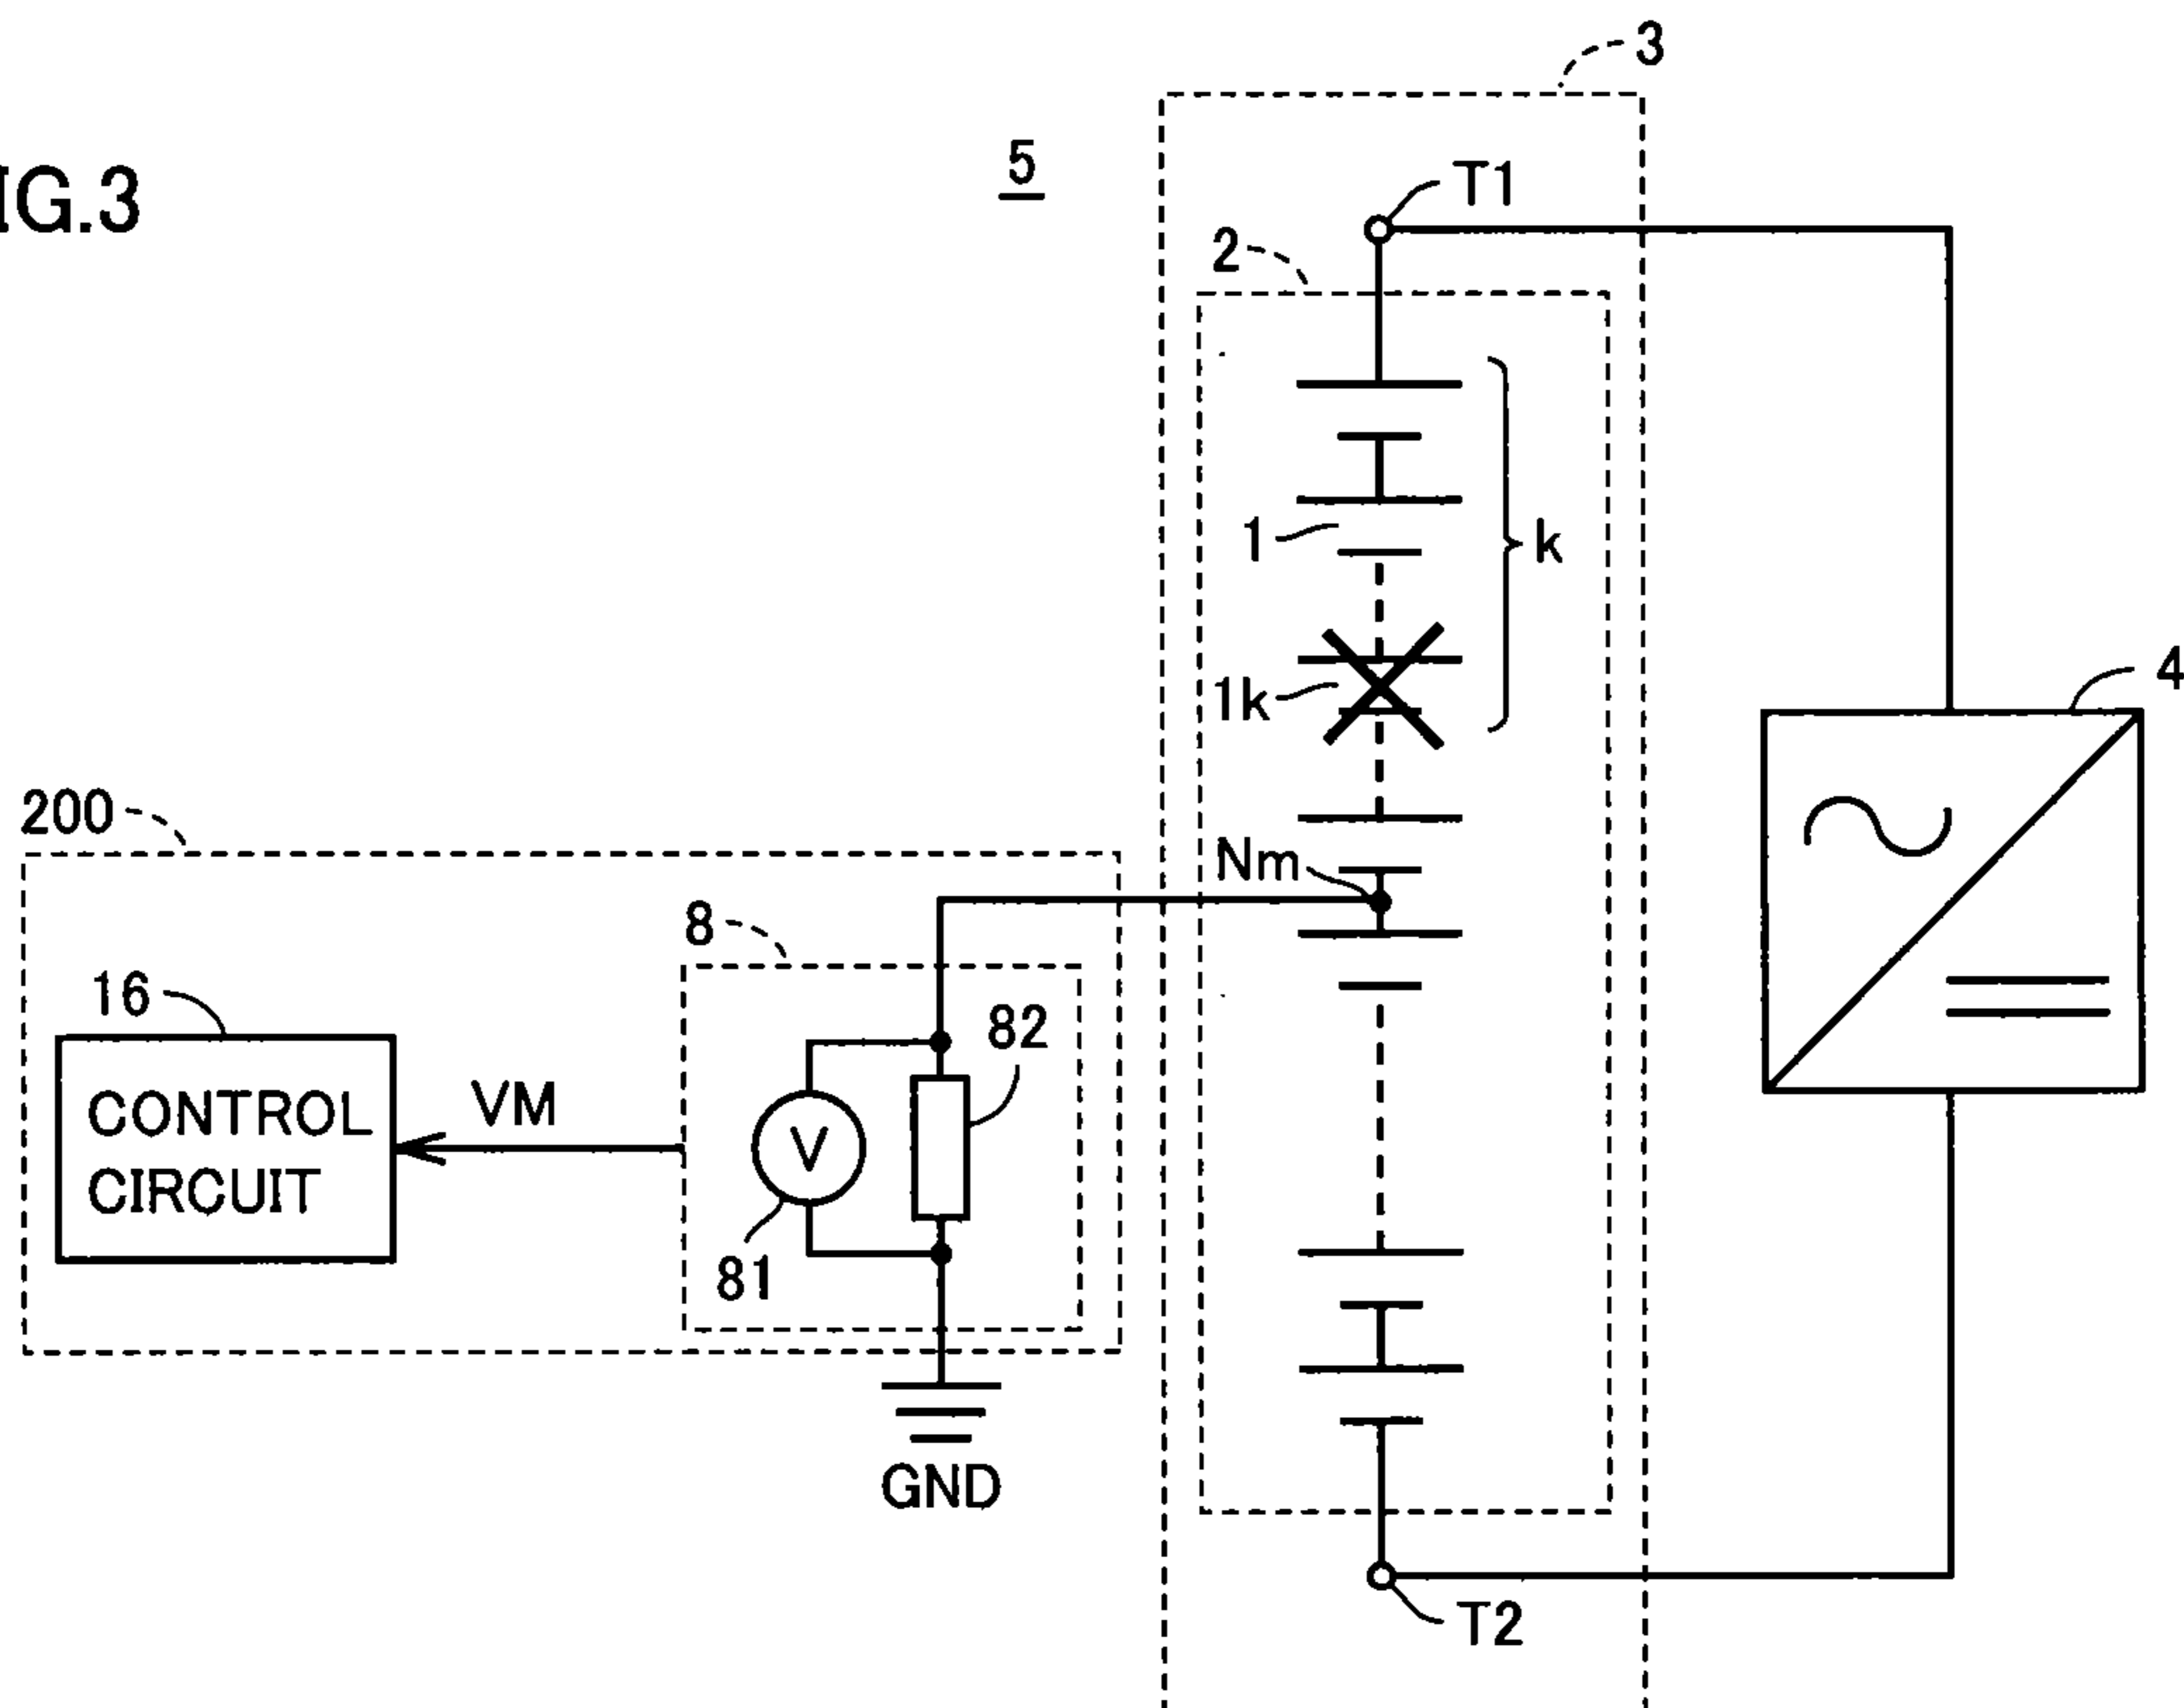 IG.3
5
3
T1
2
1
k
1k
4
200
Nm
8
16
82
CONTROL
CIRCUIT
VM
V
81
GND
T2